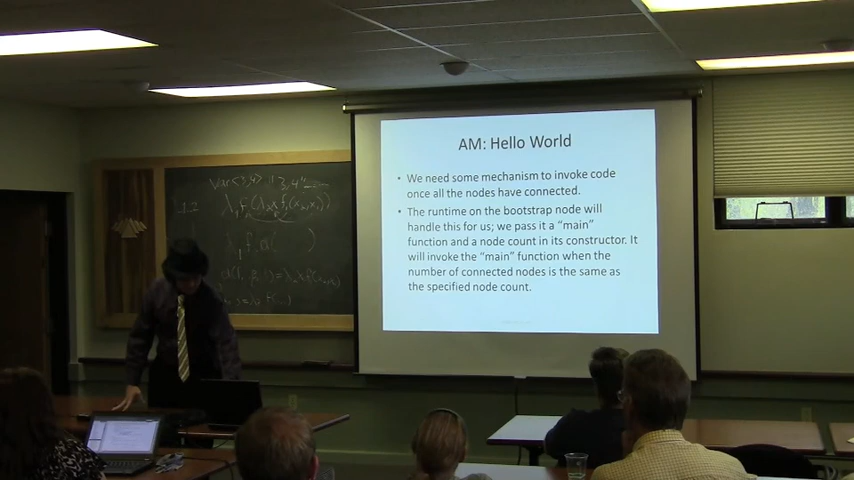 AM: Hello World
• We need some mechanism to invoke code
once all the nodes have connected.
• The runtime on the bootstrap node will
handle this for us; we pass it a “main”
function and a node count in its constructor. It
will invoke the “main” function when the
number of connected nodes is the same as
the specified node count.